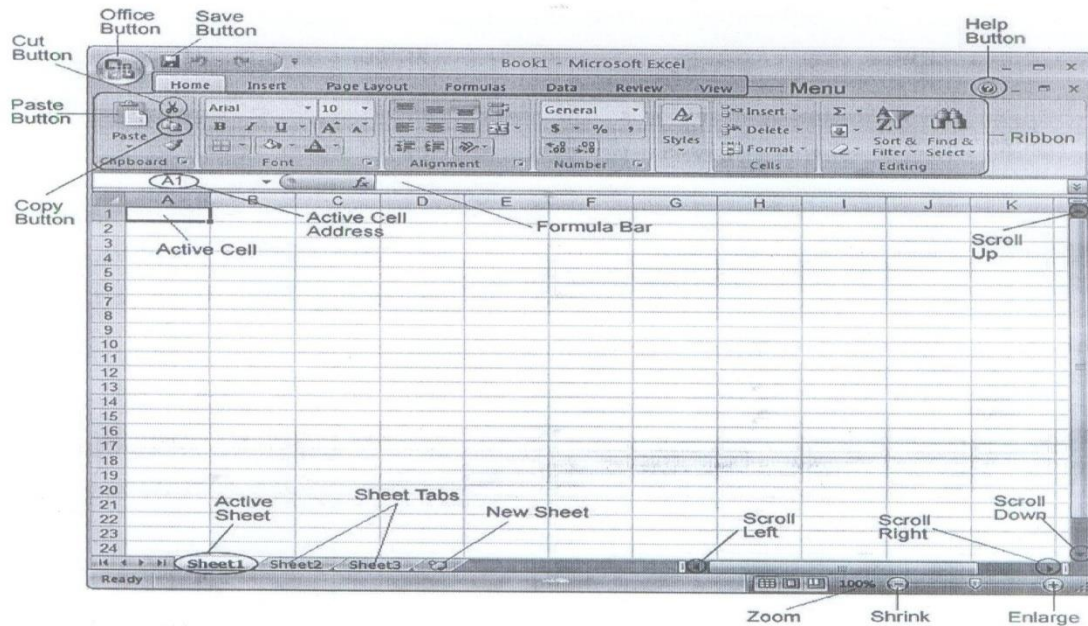 Office
Button
Save
Button
Cut
Button
Help
Button
Book1 - Microsoft Excel
Home Insert Page Layout Formulas Data Review View Menu
Paste
Button
Arial 10 General Insert
Paste B I U A A $ % , Styles Delete Sort & Find & Ribbon
Format Filter Select
Clipboard Font Alignment Number Cells Editing
A1 fx
Copy
Button
A B C D E F G H I J K
1
Active Cell
Address
Formula Bar
2
Active Cell
Scroll
Up
3
4
5
6
7
8
9
10
11
12
13
14
15
16
17
18
19
20
Active
Sheet
Sheet Tabs
New Sheet
Scroll
Down
21
22
Scroll
Left
Scroll
Right
23
24
Sheet1 Sheet2 Sheet3
Ready 100%
Zoom Shrink Enlarge